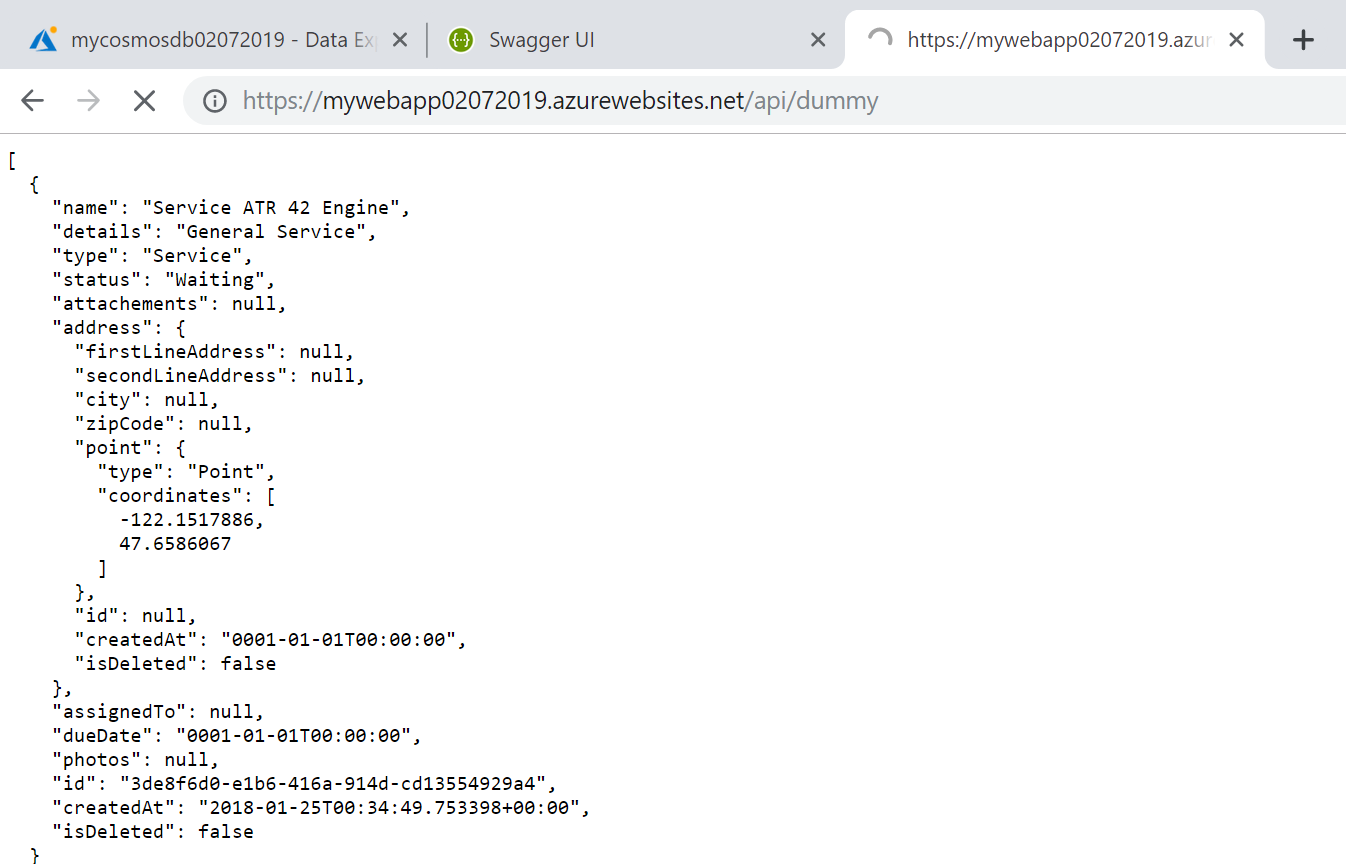 mycosmosdb02072019 - Data Ex
Swagger UI
https://mywebapp02072019.azur
https://mywebapp02072019.azurewebsites.net/api/dummy
[
  {
    "name": "Service ATR 42 Engine",
    "details": "General Service",
    "type": "Service",
    "status": "Waiting",
    "attachements": null,
    "address": {
      "firstLineAddress": null,
      "secondLineAddress": null,
      "city": null,
      "zipCode": null,
      "point": {
        "type": "Point",
        "coordinates": [
          -122.1517886,
          47.6586067
        ]
      },
      "id": null,
      "createdAt": "0001-01-01T00:00:00",
      "isDeleted": false
    },
    "assignedTo": null,
    "dueDate": "0001-01-01T00:00:00",
    "photos": null,
    "id": "3de8f6d0-e1b6-416a-914d-cd13554929a4",
    "createdAt": "2018-01-25T00:34:49.753398+00:00",
    "isDeleted": false
  }